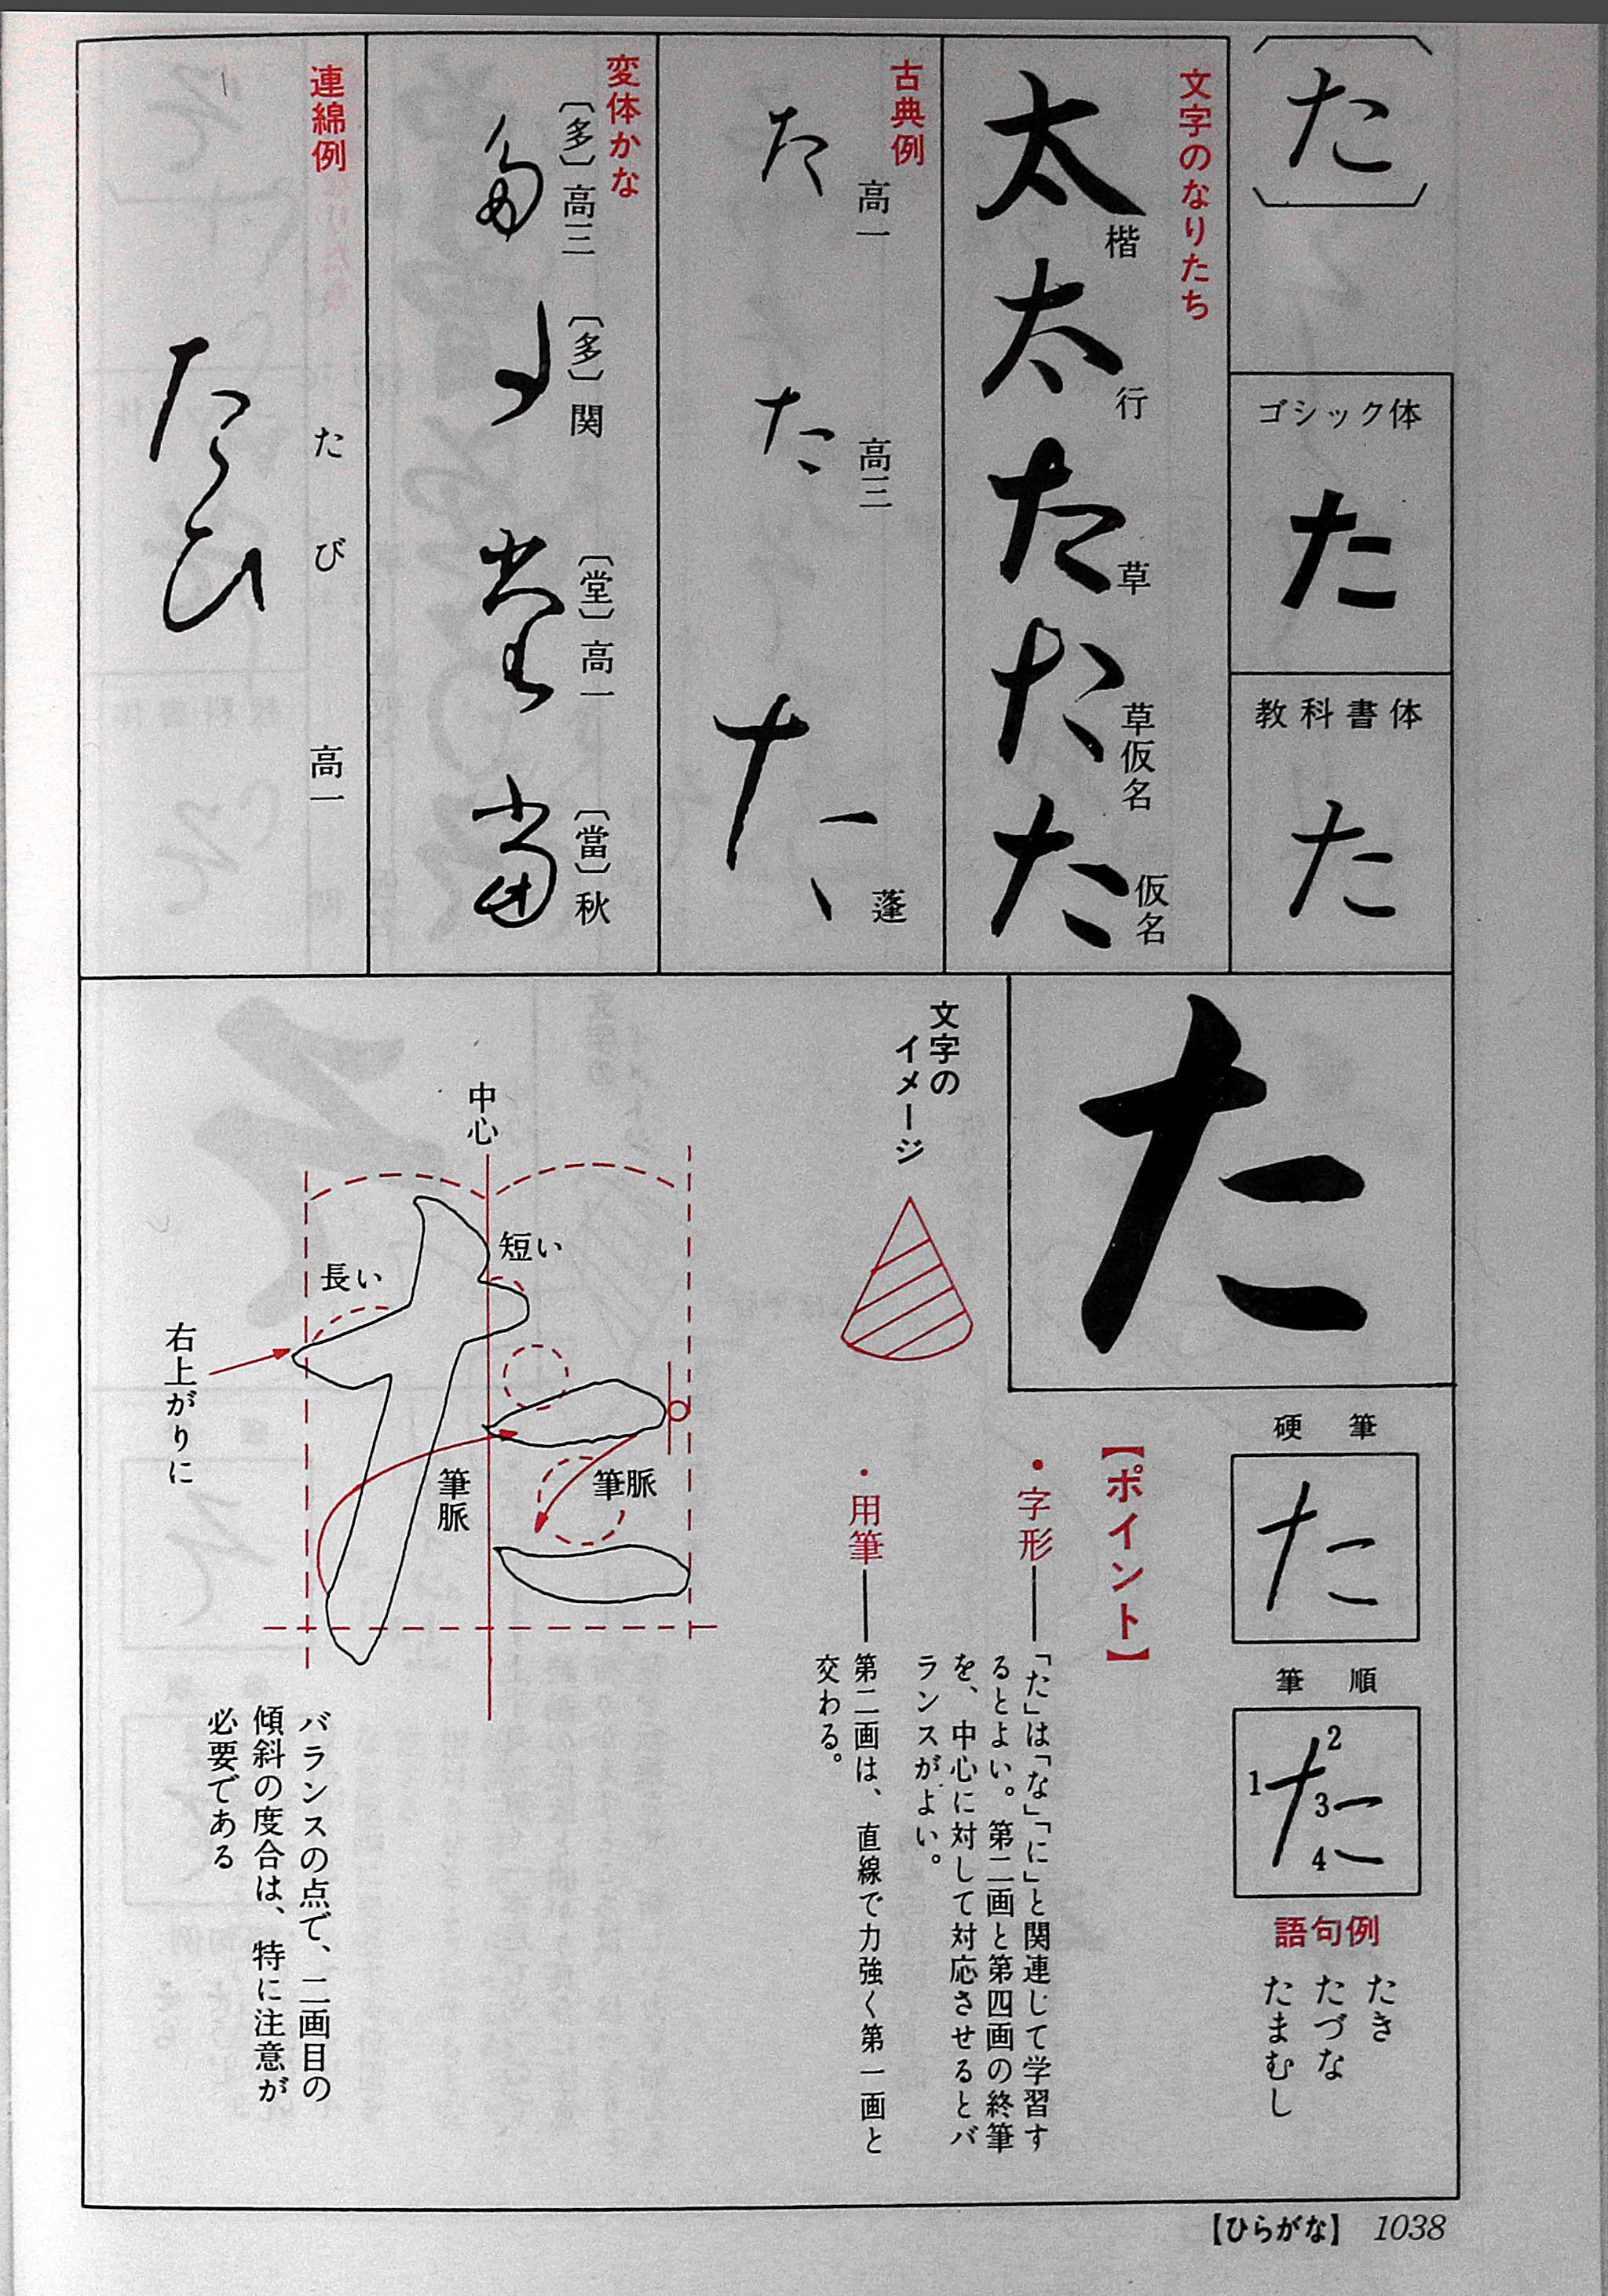 〔た〕
ゴシック体
た
教科書体
た
文字のなりたち
太 楷
太 行
た 草
た 草仮名
た 仮名
古典例
た 高一
た 高三
た 蓬
変体かな
〔多〕高三
〔多〕関
〔堂〕高一
〔當〕秋
連綿例
たび 高一
たひ
た
硬筆
た
筆順
た
1
2
3
4
語句例
たき
たづな
たまむし
【ポイント】
・字形――「た」は「な」「に」と関連して学習す
るとよい。第二画と第四画の終筆
を、中心に対して対応させるとバ
ランスがよい。
・用筆――第二画は、直線で力強く第一画と
交わる。
文字の
イメージ
中心
短い
長い
右上がりに
筆脈
筆脈
バランスの点で、二画目の
傾斜の度合は、特に注意が
必要である
【ひらがな】 1038